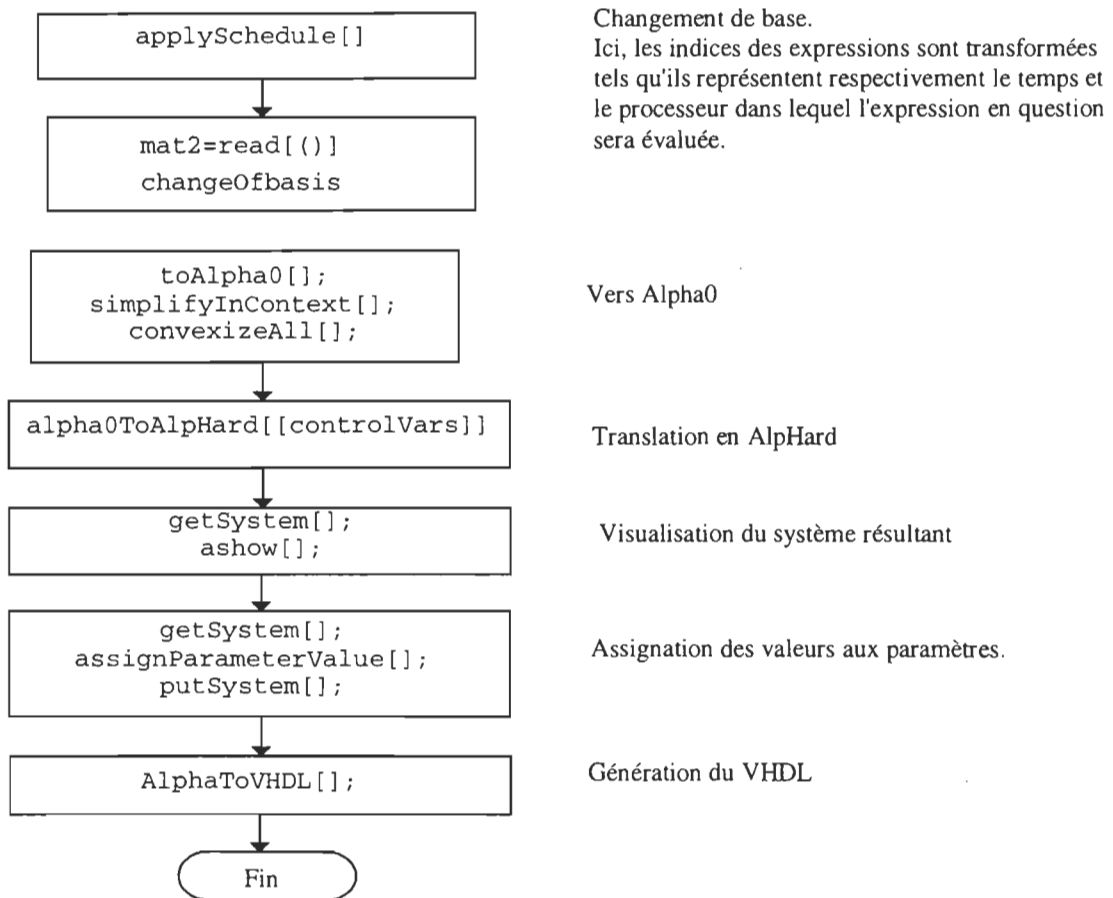 applySchedule[]
Changement de base.
Ici, les indices des expressions sont transformées
tels qu'ils représentent respectivement le temps et
le processeur dans lequel l'expression en question
sera évaluée.
mat2=read[()]
changeOfbasis
toAlpha0[];
simplifyInContext[];
convexizeAll[];
Vers Alpha0
alpha0ToAlpHard[[controlVars]]
Translation en AlpHard
getSystem[];
ashow[];
Visualisation du système résultant
getSystem[];
assignParameterValue[];
putSystem[];
Assignation des valeurs aux paramètres.
AlphaToVHDL[];
Génération du VHDL
Fin